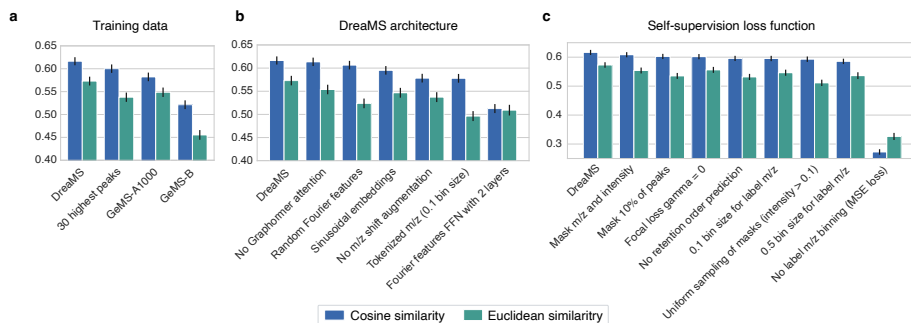 a
Training data
0.65
0.60
0.55
0.50
0.45
0.40
DreaMS
30 highest peaks
GeMS-A1000
GeMS-B
b
DreaMS architecture
0.65
0.60
0.55
0.50
0.45
0.40
DreaMS
No Graphormer attention
Random Fourier features
Sinusoidal embeddings
No m/z shift augmentation
Tokenized m/z (0.1 bin size)
Fourier features FFN with 2 layers
c
Self-supervision loss function
0.6
0.5
0.4
0.3
DreaMS
Mask m/z and intensity
Mask 10% of peaks
Focal loss gamma = 0
No retention order prediction
0.1 bin size for label m/z
Uniform sampling of masks (intensity > 0.1)
0.5 bin size for label m/z
No label m/z binning (MSE loss)
Cosine similarity
Euclidean similaritry